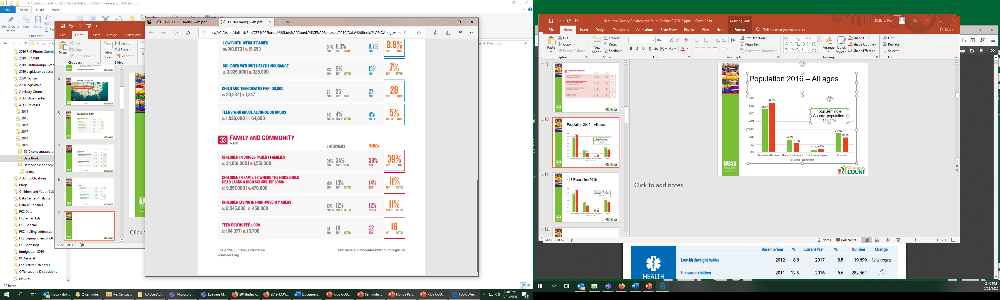 C:\Users\dollard\Box\CFS Florida Kids Count\AECF Releases\2019\Data Book
File Home Share View
Pin to Quick access
Copy
Paste
Cut
Clipboard
New item
Open
Select all
Box
Search Data Book
2019 FKC Photos Submis
2019 FL CWBI
2019 Hillsborough Head
2019 Legislator updates
2020 Census
2020 legislative
Advisory Council
AECF Data Center
AECF Releases
2014
2015
2016
2017
2018
2019
2019 concentrated po
Data Book
Data Snapshot Keepin
states
AECF_publications
Blogs
Children and Youth Cab
Data Center Analytics
Data-M.Tapanes
FKC Data
FKC email_lists
FKC General
FKC mailing addresses, l
FKC Signup Sheet & oth
FKC Web logs
Inmigration 2019
KC General
Legislative Calendars
Offenses and Dispositions
pictures
23 items
File Home Insert Design Transitions
Paste
Cut
Copy
Format Painter
Clipboard
New Slide
Layout
Reset
Section
Slides
5
About KIDS COUNT
6
About KIDS COUNT
7
8
9
Slide 9 of 38
Click
FLORIDAeng_web.pdf
FLORIDAeng_web.pdf
file:///C:/Users/dollard/Box/CFS%20Florida%20Kids%20Count/AECF%20Releases/2019/Data%20Book/FLORIDAeng_web.pdf
LOW BIRTH-WEIGHT BABIES
US: 318,873 | FL: 19,653
8.1% 8.3% 8.7% 8.8%
2010 2017 WORSE 2010 2017 WORSE
CHILDREN WITHOUT HEALTH INSURANCE
US: 3,925,000 | FL: 325,000
8% 5% 13% 7%
2010 2017 BETTER 2010 2017 BETTER
CHILD AND TEEN DEATHS PER 100,000
US: 20,337 | FL: 1,247
26 26 27 28
2010 2017 SAME 2010 2017 WORSE
TEENS WHO ABUSE ALCOHOL OR DRUGS
US: 1,028,000 | FL: 64,000
5% 4% 4% 5%
2015-16 2016-17 BETTER 2015-16 2016-17 WORSE
33 FAMILY AND COMMUNITY
Rank
UNITED STATES FLORIDA
CHILDREN IN SINGLE-PARENT FAMILIES
US: 24,001,000 | FL: 1,551,000
34% 34% 39% 39%
2010 2017 SAME 2010 2017 SAME
CHILDREN IN FAMILIES WHERE THE HOUSEHOLD
HEAD LACKS A HIGH SCHOOL DIPLOMA
US: 9,557,000 | FL: 478,000
15% 13% 14% 11%
2010 2017 BETTER 2010 2017 BETTER
CHILDREN LIVING IN HIGH-POVERTY AREAS
US: 8,545,000 | FL: 459,000
13% 12% 12% 11%
2008-12 2013-17 BETTER 2008-12 2013-17 BETTER
TEEN BIRTHS PER 1,000
US: 194,377 | FL: 10,708
34 19 32 18
2010 2017 BETTER 2010 2017 BETTER
The Annie E. Casey Foundation
www.aecf.org
Learn more at datacenter.kidscount.org/USA
Inbox - doll...
2 Reminde...
Re: Census ...
C:\Users\d...
Microsoft ...
Loading M...
2019Index -...
2019FLCW...
Document...
KIDS COU...
Seminole ...
Florida Part...
KIDS COU...
FLORIDAe...
2:40 PM
2/21/2020
21
Seminole County Children and Youth Cabinet 9122018.pptx - PowerPoint
Drawing Tools
Dollard, Norin
File Home Insert Design Transitions Animations Slide Show Review View Help Format Tell me what you want to do Share
Paste
Cut
Copy
Format Painter
Clipboard
New Slide
Layout
Reset
Section
Slides
18+
Font
Text Direction
Align Text
Convert to SmartArt
Paragraph
Arrange
Quick Styles
Shape Fill
Shape Outline
Shape Effects
Drawing
Find
Replace
Select
Editing
9
FAMILY AND COMMUNITY
10
Population 2016 – All ages
Total Seminole County population: 449,124
11
<18 Population 2016
12
Population 2016 – All ages
70%
60%
50%
40%
30%
20%
10%
0%
55.8% 64.3%
16.2% 11.7%
3.1% 4.7%
24.9% 19.4%
Total Seminole
County population:
449,124
White Non-Hispanic Black Non-Hispanic Other Non-Hispanic Hispanic
Florida Seminole
USF
Florida KIDS COUNT
Click to add notes
Slide 10 of 32
Notes Comments 57%
Baseline Year % Current Year % Number Change
Low-birthweight babies 2012 8.6 2017 8.8 19,699 Unchanged
Uninsured children 2011 12.5 2016 6.6 282,464
HEALTH
2:40 PM
2/21/2020